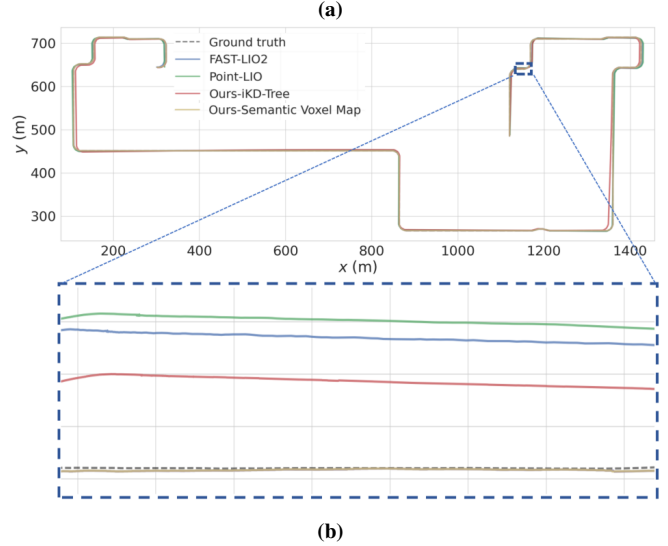 (a)
700
600
500
400
300
y (m)
200
400
600
800
1000
1200
1400
x (m)
Ground truth
FAST-LIO2
Point-LIO
Ours-iKD-Tree
Ours-Semantic Voxel Map
(b)